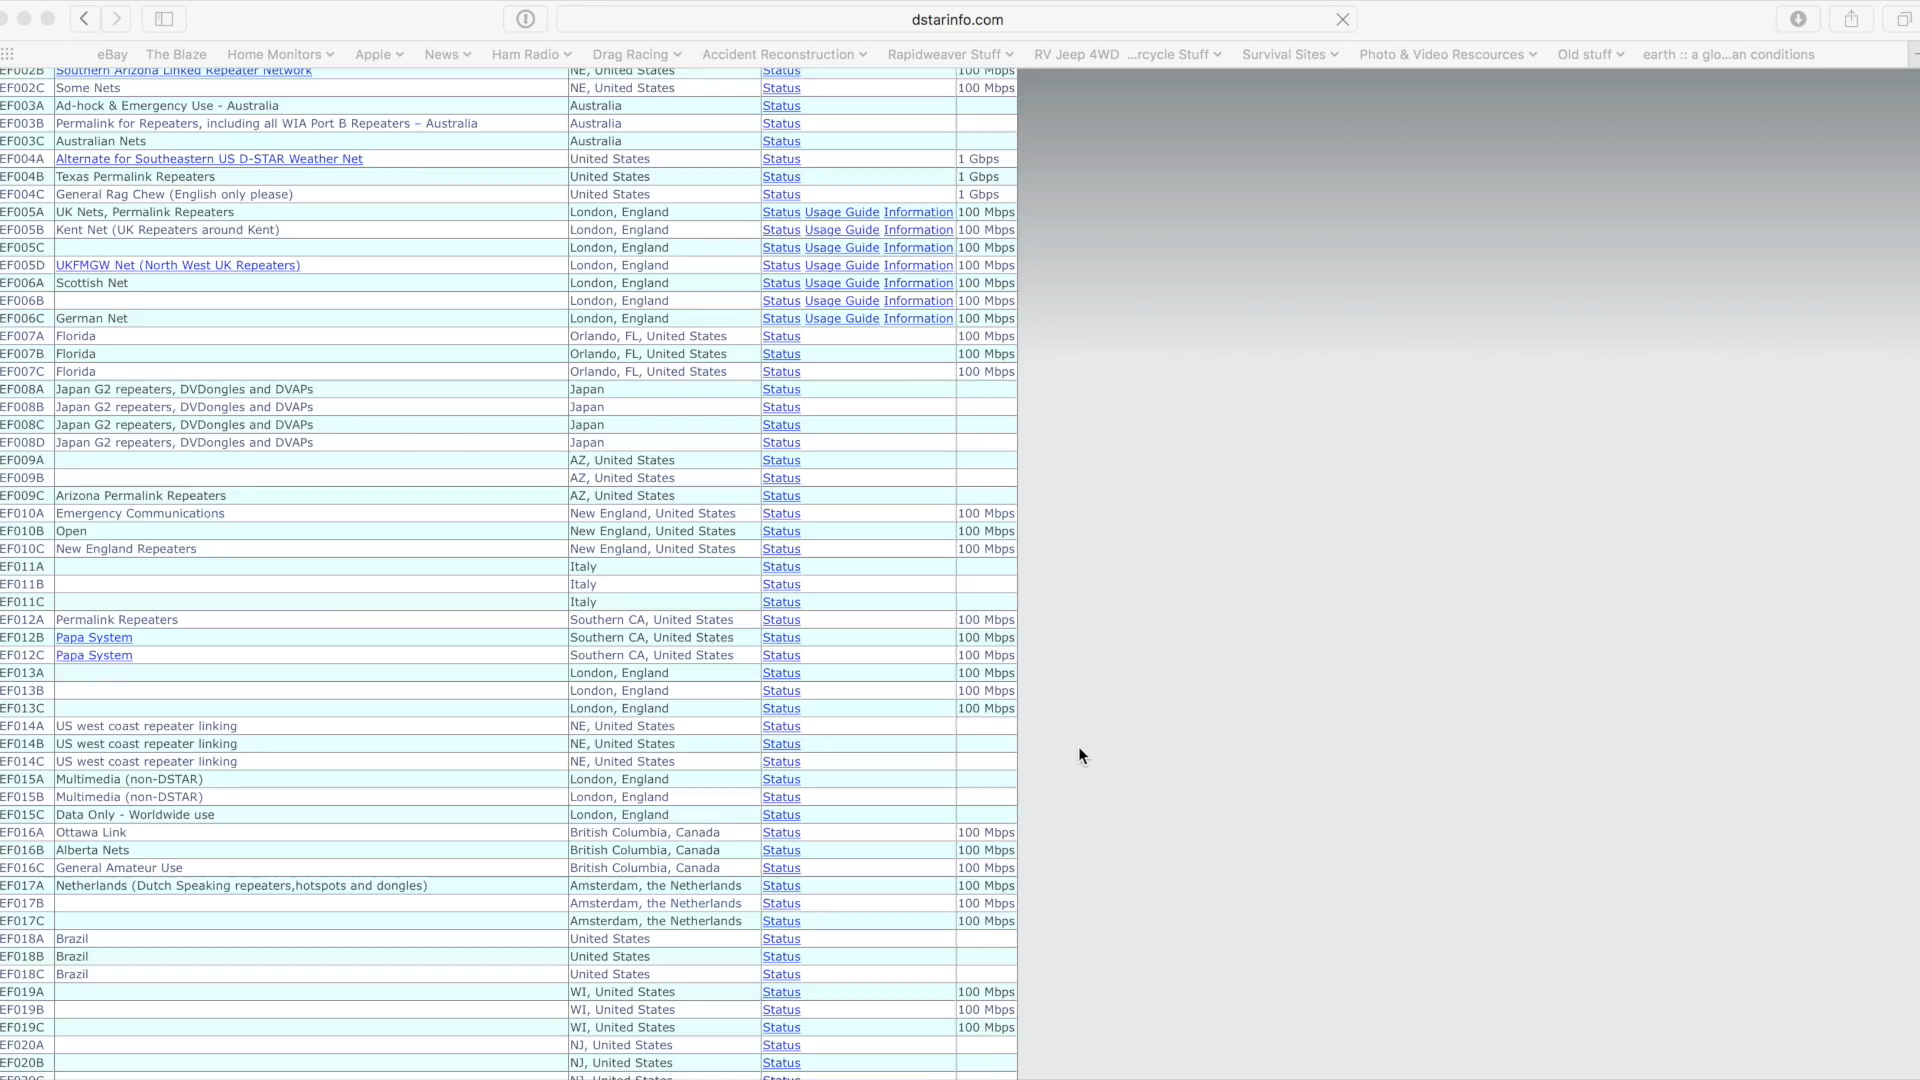 dstarinfo.com
eBay The Blaze Home Monitors Apple News Ham Radio Drag Racing Accident Reconstruction Rapidweaver Stuff RV Jeep 4WD ...rcycle Stuff Survival Sites Photo & Video Rescources Old stuff earth :: a glo...an conditions
EF002B Southern Arizona Linked Repeater Network NE, United States Status 100 Mbps
EF002C Some Nets NE, United States Status 100 Mbps
EF003A Ad-hock & Emergency Use - Australia Australia Status
EF003B Permalink for Repeaters, including all WIA Port B Repeaters – Australia Australia Status
EF003C Australian Nets Australia Status
EF004A Alternate for Southeastern US D-STAR Weather Net United States Status 1 Gbps
EF004B Texas Permalink Repeaters United States Status 1 Gbps
EF004C General Rag Chew (English only please) United States Status 1 Gbps
EF005A UK Nets, Permalink Repeaters London, England Status Usage Guide Information 100 Mbps
EF005B Kent Net (UK Repeaters around Kent) London, England Status Usage Guide Information 100 Mbps
EF005C London, England Status Usage Guide Information 100 Mbps
EF005D UKFMGW Net (North West UK Repeaters) London, England Status Usage Guide Information 100 Mbps
EF006A Scottish Net London, England Status Usage Guide Information 100 Mbps
EF006B London, England Status Usage Guide Information 100 Mbps
EF006C German Net London, England Status Usage Guide Information 100 Mbps
EF007A Florida Orlando, FL, United States Status 100 Mbps
EF007B Florida Orlando, FL, United States Status 100 Mbps
EF007C Florida Orlando, FL, United States Status 100 Mbps
EF008A Japan G2 repeaters, DVDongles and DVAPs Japan Status
EF008B Japan G2 repeaters, DVDongles and DVAPs Japan Status
EF008C Japan G2 repeaters, DVDongles and DVAPs Japan Status
EF008D Japan G2 repeaters, DVDongles and DVAPs Japan Status
EF009A AZ, United States Status
EF009B AZ, United States Status
EF009C Arizona Permalink Repeaters AZ, United States Status
EF010A Emergency Communications New England, United States Status 100 Mbps
EF010B Open New England, United States Status 100 Mbps
EF010C New England Repeaters New England, United States Status 100 Mbps
EF011A Italy Status
EF011B Italy Status
EF011C Italy Status
EF012A Permalink Repeaters Southern CA, United States Status 100 Mbps
EF012B Papa System Southern CA, United States Status 100 Mbps
EF012C Papa System Southern CA, United States Status 100 Mbps
EF013A London, England Status 100 Mbps
EF013B London, England Status 100 Mbps
EF013C London, England Status 100 Mbps
EF014A US west coast repeater linking NE, United States Status
EF014B US west coast repeater linking NE, United States Status
EF014C US west coast repeater linking NE, United States Status
EF015A Multimedia (non-DSTAR) London, England Status
EF015B Multimedia (non-DSTAR) London, England Status
EF015C Data Only - Worldwide use London, England Status
EF016A Ottawa Link British Columbia, Canada Status 100 Mbps
EF016B Alberta Nets British Columbia, Canada Status 100 Mbps
EF016C General Amateur Use British Columbia, Canada Status 100 Mbps
EF017A Netherlands (Dutch Speaking repeaters,hotspots and dongles) Amsterdam, the Netherlands Status 100 Mbps
EF017B Amsterdam, the Netherlands Status 100 Mbps
EF017C Amsterdam, the Netherlands Status 100 Mbps
EF018A Brazil United States Status
EF018B Brazil United States Status
EF018C Brazil United States Status
EF019A WI, United States Status 100 Mbps
EF019B WI, United States Status 100 Mbps
EF019C WI, United States Status 100 Mbps
EF020A NJ, United States Status
EF020B NJ, United States Status